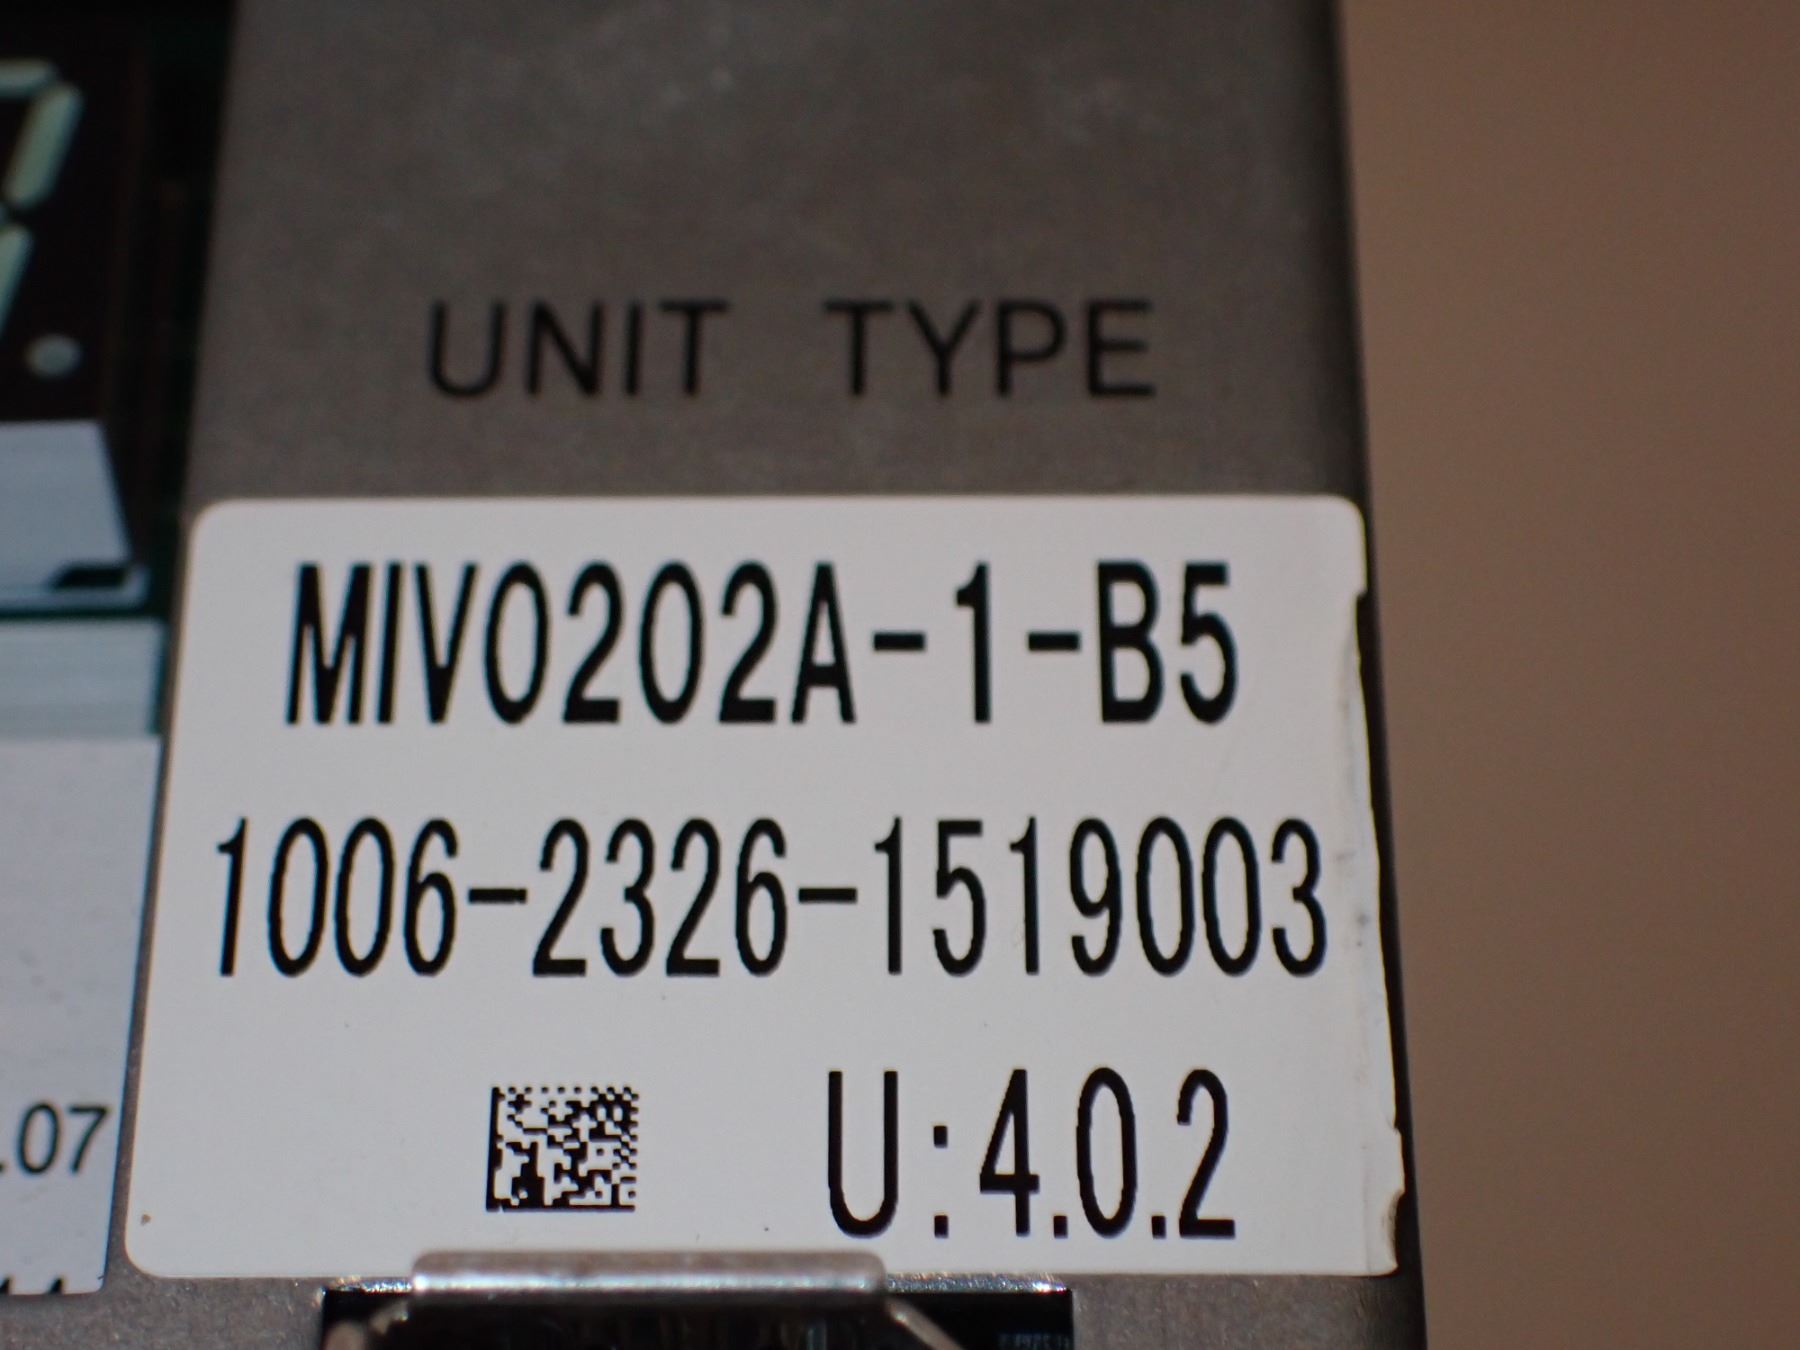 UNIT TYPE
MIV0202A-1-B5
1006-2326-1519003
U:4.0.2
.07